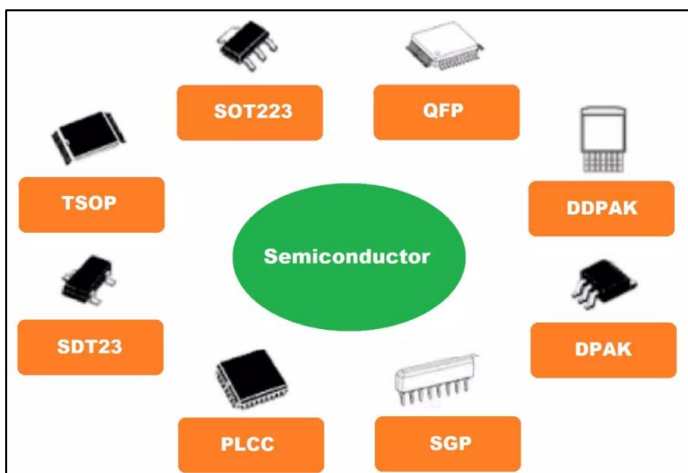 SOT223
QFP
TSOP
DDPAK
Semiconductor
SDT23
DPAK
PLCC
SGP